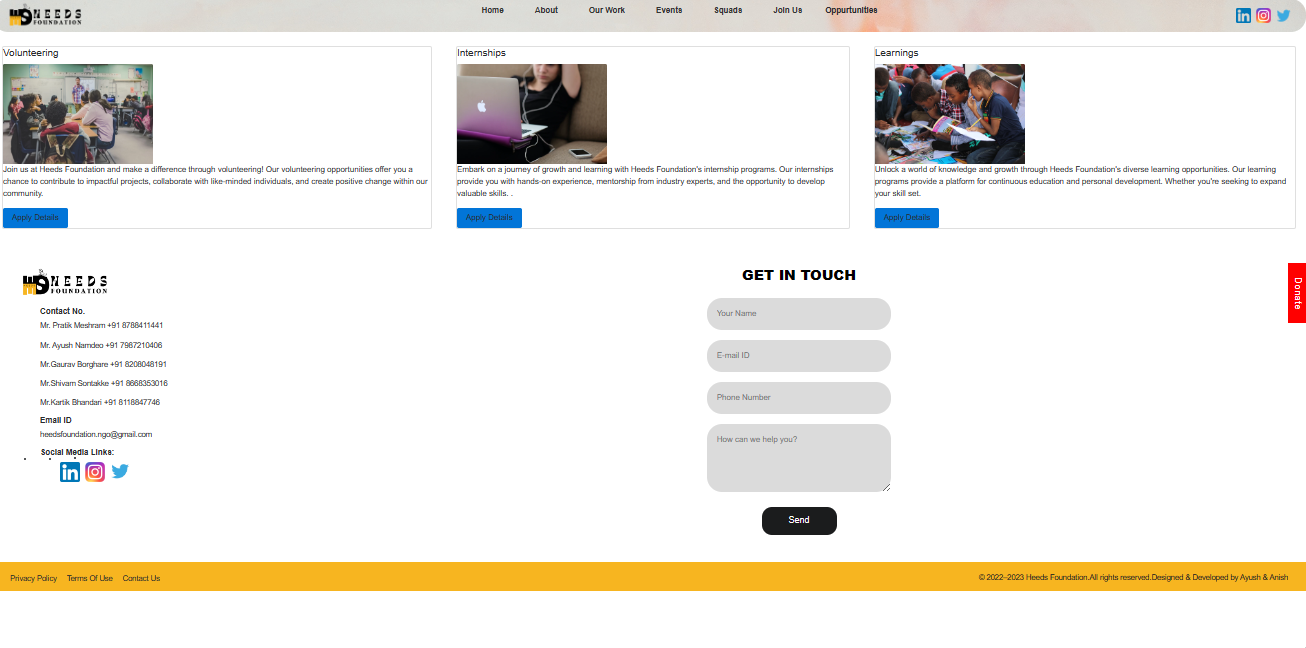 NEEDS
FOUNDATION
Home
About
Our Work
Events
Squads
Join Us
Oppurtunities
Volunteering
Join us at Heeds Foundation and make a difference through volunteering! Our volunteering opportunities offer you a
chance to contribute to impactful projects, collaborate with like-minded individuals, and create positive change within our
community.
Apply Details
Internships
Embark on a journey of growth and learning with Heeds Foundation's internship programs. Our internships
provide you with hands-on experience, mentorship from industry experts, and the opportunity to develop
valuable skills. .
Apply Details
Learnings
Unlock a world of knowledge and growth through Heeds Foundation's diverse learning opportunities. Our learning
programs provide a platform for continuous education and personal development. Whether you're seeking to expand
your skill set.
Apply Details
NEEDS
FOUNDATION
Contact No.
Mr. Pratik Meshram +91 8788411441
Mr. Ayush Namdeo +91 7987210406
Mr.Gaurav Borghare +91 8208048191
Mr.Shivam Sontakke +91 8668353016
Mr.Kartik Bhandari +91 8118847746
Email ID
heedsfoundation.ngo@gmail.com
Social Media Links:
GET IN TOUCH
Your Name
E-mail ID
Phone Number
How can we help you?
Send
Donate
Privacy Policy
Terms Of Use
Contact Us
© 2022–2023 Heeds Foundation.All rights reserved.Designed & Developed by Ayush & Anish